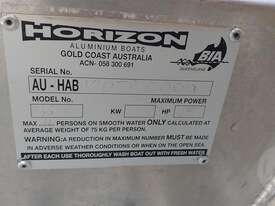 HORIZON
ALUMINIUM BOATS
GOLD COAST AUSTRALIA
ACN- 058 300 691
BIA
QUEENSLAND
SERIAL No.
AU - HAB
MODEL No. MAXIMUM POWER
KW HP
MAX PERSONS ON SMOOTH WATER ONLY CALCULATED AT
AVERAGE WEIGHT OF 75 KG PER PERSON.
WARNING: A REDUCTION IN MAXIMUM NUMBER MUST BE MADE
IN ADVERSE CONDITIONS OR WHEN IN OPEN SEA
AFTER EACH USE THOROUGHLY WASH BOAT OUT WITH FRESH WATER